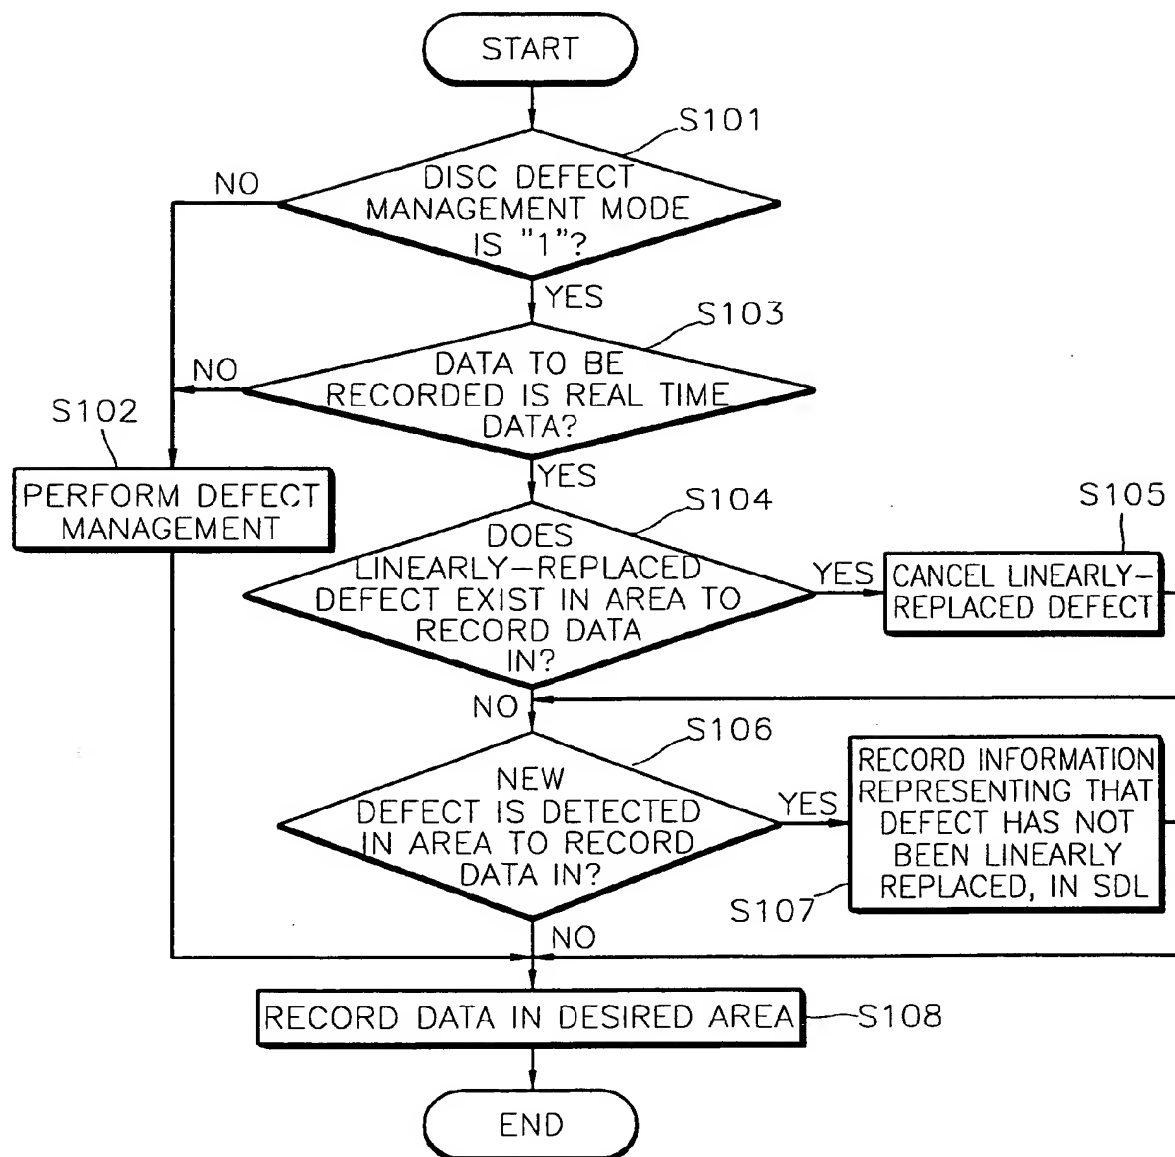 START
S101
DISC DEFECT
MANAGEMENT MODE
IS "1"?
NO
YES
S103
DATA TO BE
RECORDED IS REAL TIME
DATA?
NO
YES
S102
PERFORM DEFECT
MANAGEMENT
S104
DOES
LINEARLY-REPLACED
DEFECT EXIST IN AREA TO
RECORD DATA
IN?
YES
S105
CANCEL LINEARLY-
REPLACED DEFECT
NO
S106
NEW
DEFECT IS DETECTED
IN AREA TO RECORD
DATA IN?
YES
RECORD INFORMATION
REPRESENTING THAT
DEFECT HAS NOT
BEEN LINEARLY
REPLACED, IN SDL
S107
NO
RECORD DATA IN DESIRED AREA
S108
END